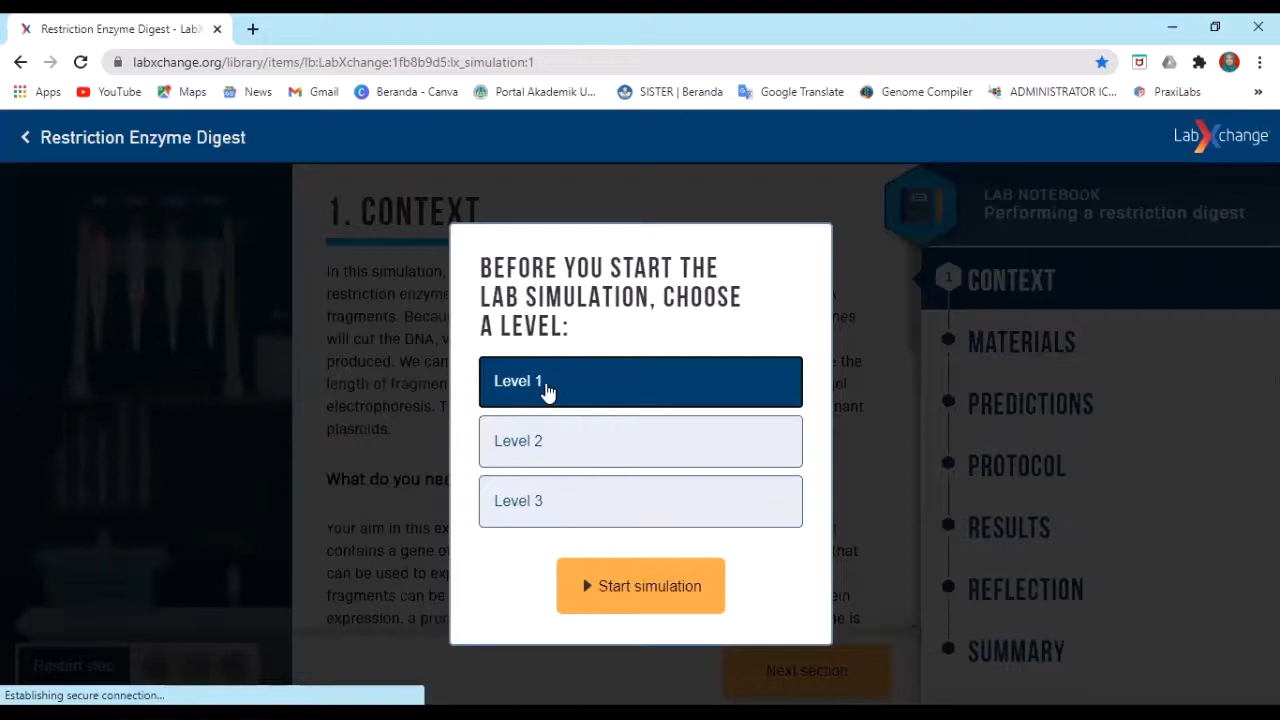 Restriction Enzyme Digest - Lab
labxchange.org/library/items/lb:LabXchange:1fb8b9d5:lx_simulation:1
Apps YouTube Maps News Gmail Beranda - Canva Portal Akademik U... SISTER | Beranda Google Translate Genome Compiler ADMINISTRATOR IC... PraxiLabs »
Restriction Enzyme Digest
LabXchange
1. CONTEXT
In this simulation,
restriction enzyme
fragments. Becau
will cut the DNA, v
produced. We can
length of fragmen
electrophoresis. T
plasmids.
What do you nee
Your aim in this ex
contains a gene of
can be used to exp
fragments can be
expression, a pron
BEFORE YOU START THE
LAB SIMULATION, CHOOSE
A LEVEL:
Level 1
Level 2
Level 3
Start simulation
Restart step
Next section
LAB NOTEBOOK
Performing a restriction digest
1 CONTEXT
MATERIALS
PREDICTIONS
PROTOCOL
RESULTS
REFLECTION
SUMMARY
Establishing secure connection...